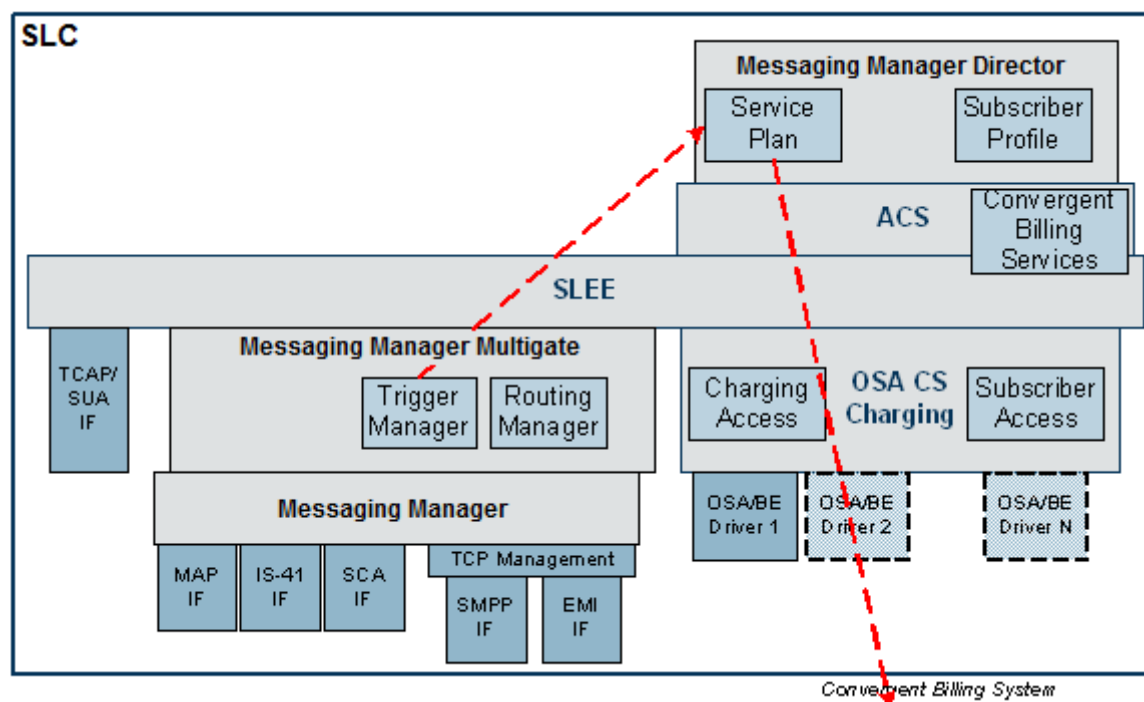 SLC
Messaging Manager Director
Service
Plan
Subscriber
Profile
ACS
Convergent
Billing
Services
SLEE
TCAP/
SUA
IF
Messaging Manager Multigate
Trigger
Manager
Routing
Manager
Charging
Access
OSA CS
Charging
Subscriber
Access
Messaging Manager
OSA/BE
Driver 1
OSA/BE
Driver 2
OSA/BE
Driver N
MAP
IF
IS-41
IF
SCA
IF
TCP Management
SMPP
IF
EMI
IF
Convergent Billing System